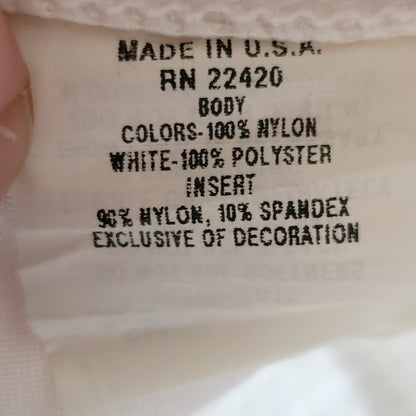 MADE IN U.S.A.
RN 22420
BODY
COLORS-100% NYLON
WHITE-100% POLYSTER
INSERT
90% NYLON, 10% SPANDEX
EXCLUSIVE OF DECORATION